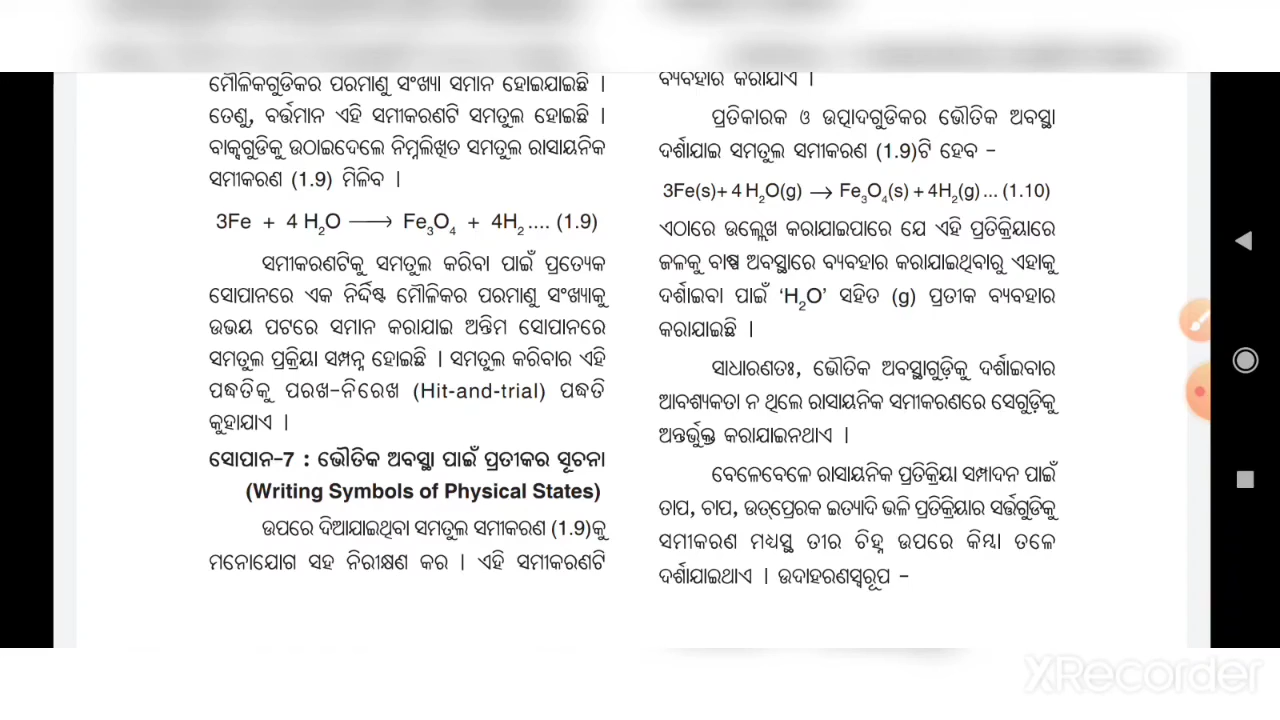 ମୌଳିକଗୁଡିକର ପରମାଣୁ ସଂଖ୍ୟା ସମାନ ହୋଇଯାଇଛି ।
ତେଣୁ, ବର୍ତ୍ତମାନ ଏହି ସମୀକରଣଟି ସମତୁଲ ହୋଇଛି ।
ବାକ୍ସଗୁଡିକୁ ଉଠାଇଦେଲେ ନିମ୍ନଲିଖିତ ସମତୁଲ ରାସାୟନିକ
ସମୀକରଣ (1.9) ମିଳିବ ।
3Fe + 4 H₂O ⟶ Fe₃O₄ + 4H₂ .... (1.9)
ସମୀକରଣଟିକୁ ସମତୁଲ କରିବା ପାଇଁ ପ୍ରତ୍ୟେକ
ସୋପାନରେ ଏକ ନିର୍ଦ୍ଦିଷ୍ଟ ମୌଳିକର ପରମାଣୁ ସଂଖ୍ୟାକୁ
ଉଭୟ ପଟରେ ସମାନ କରାଯାଇ ଅନ୍ତିମ ସୋପାନରେ
ସମତୁଲ ପ୍ରକ୍ରିୟା ସମ୍ପନ୍ନ ହୋଇଛି । ସମତୁଲ କରିବାର ଏହି
ପଦ୍ଧତିକୁ ପରଖ-ନିରେଖ (Hit-and-trial) ପଦ୍ଧତି
କୁହାଯାଏ ।
ସୋପାନ-7 : ଭୌତିକ ଅବସ୍ଥା ପାଇଁ ପ୍ରତୀକର ସୂଚନା
(Writing Symbols of Physical States)
ଉପରେ ଦିଆଯାଇଥିବା ସମତୁଲ ସମୀକରଣ (1.9)କୁ
ମନୋଯୋଗ ସହ ନିରୀକ୍ଷଣ କର । ଏହି ସମୀକରଣଟି
ବ୍ୟବହାର କରାଯାଏ ।
ପ୍ରତିକାରକ ଓ ଉତ୍ପାଦଗୁଡିକର ଭୌତିକ ଅବସ୍ଥା
ଦର୍ଶାଯାଇ ସମତୁଲ ସମୀକରଣ (1.9)ଟି ହେବ –
3Fe(s)+ 4 H₂O(g) → Fe₃O₄(s) + 4H₂(g) ... (1.10)
ଏଠାରେ ଉଲ୍ଲେଖ କରାଯାଇପାରେ ଯେ ଏହି ପ୍ରତିକ୍ରିୟାରେ
ଜଳକୁ ବାଷ୍ପ ଅବସ୍ଥାରେ ବ୍ୟବହାର କରାଯାଇଥିବାରୁ ଏହାକୁ
ଦର୍ଶାଇବା ପାଇଁ ‘H₂O’ ସହିତ (g) ପ୍ରତୀକ ବ୍ୟବହାର
କରାଯାଇଛି ।
ସାଧାରଣତଃ, ଭୌତିକ ଅବସ୍ଥାଗୁଡ଼ିକୁ ଦର୍ଶାଇବାର
ଆବଶ୍ୟକତା ନ ଥିଲେ ରାସାୟନିକ ସମୀକରଣରେ ସେଗୁଡ଼ିକୁ
ଅନ୍ତର୍ଭୁକ୍ତ କରାଯାଇନଥାଏ ।
ବେଳେବେଳେ ରାସାୟନିକ ପ୍ରତିକ୍ରିୟା ସମ୍ପାଦନ ପାଇଁ
ତାପ, ଚାପ, ଉତ୍‌ପ୍ରେରକ ଇତ୍ୟାଦି ଭଳି ପ୍ରତିକ୍ରିୟାର ସର୍ତ୍ତଗୁଡିକୁ
ସମୀକରଣ ମଧ୍ୟସ୍ଥ ତୀର ଚିହ୍ନ ଉପରେ କିମ୍ବା ତଳେ
ଦର୍ଶାଯାଇଥାଏ । ଉଦାହରଣସ୍ୱରୂପ –
XRecorder